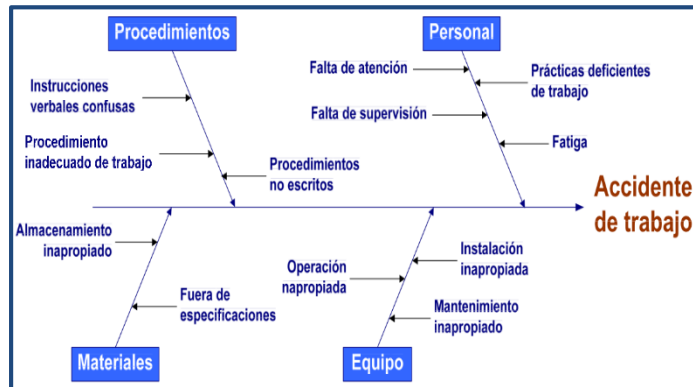 Procedimientos
Personal
Falta de atención
Prácticas deficientes
de trabajo
Instrucciones
verbales confusas
Falta de supervisión
Procedimiento
inadecuado de trabajo
Fatiga
Procedimientos
no escritos
Accidente
de trabajo
Almacenamiento
inapropiado
Instalación
inapropiada
Operación
napropiada
Fuera de
especificaciones
Mantenimiento
inapropiado
Materiales
Equipo